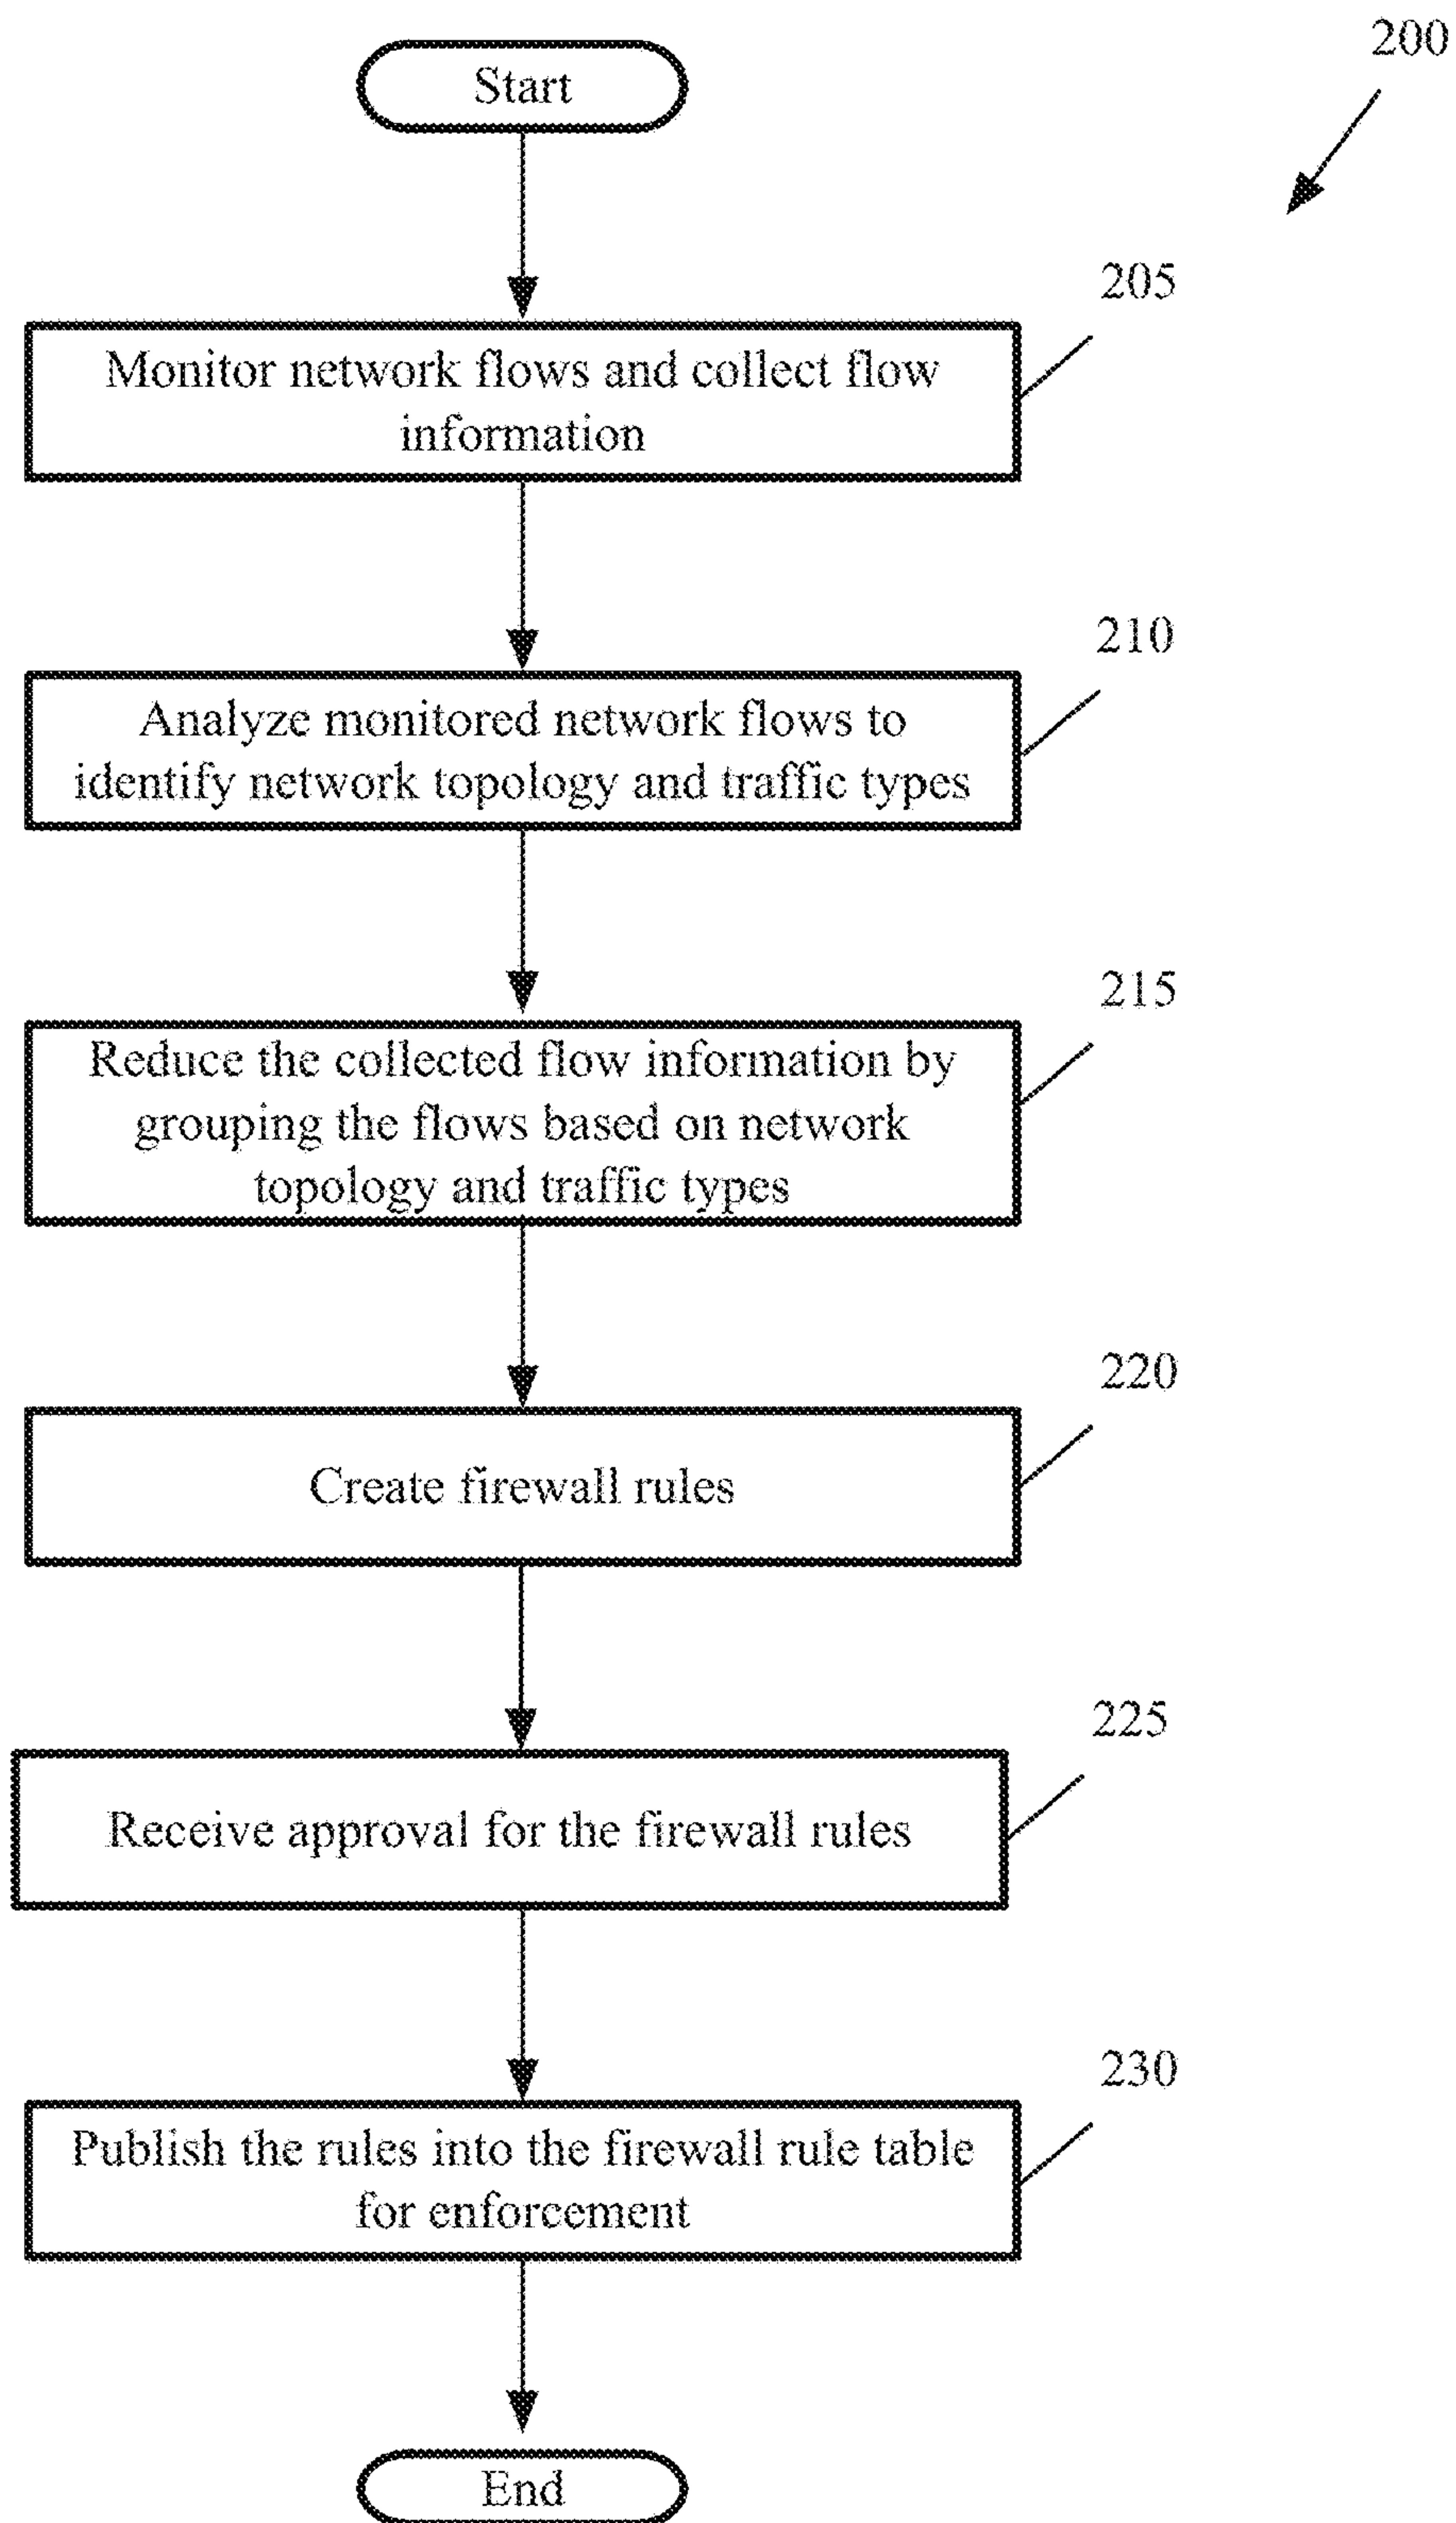 200
Start
205
Monitor network flows and collect flow
information
210
Analyze monitored network flows to
identify network topology and traffic types
215
Reduce the collected flow information by
grouping the flows based on network
topology and traffic types
220
Create firewall rules
225
Receive approval for the firewall rules
230
Publish the rules into the firewall rule table
for enforcement
End